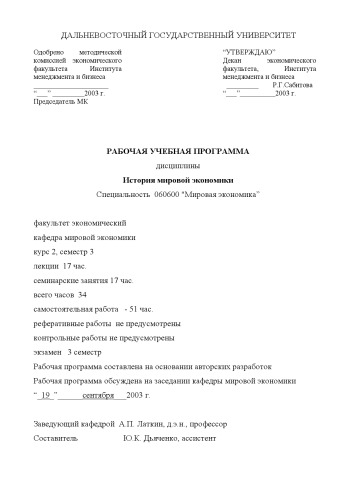 ДАЛЬНЕВОСТОЧНЫЙ ГОСУДАРСТВЕННЫЙ УНИВЕРСИТЕТ
Одобрено методической
комиссией экономического
факультета Института
менеджмента и бизнеса
"___" _________2003 г.
Председатель МК
"УТВЕРЖДАЮ"
Декан экономического
факультета, Института
менеджмента и бизнеса
__________ Р.Г.Сабитова
"___"__________2003 г.
РАБОЧАЯ УЧЕБНАЯ ПРОГРАММА
дисциплины
История мировой экономики
Специальность 060600 "Мировая экономика"
факультет экономический
кафедра мировой экономики
курс 2, семестр 3
лекции 17 час.
семинарские занятия 17 час.
всего часов 34
самостоятельная работа - 51 час.
реферативные работы не предусмотрены
контрольные работы не предусмотрены
экзамен 3 семестр
Рабочая программа составлена на основании авторских разработок
Рабочая программа обсуждена на заседании кафедры мировой экономики
"_19_"_______сентября___2003 г.
Заведующий кафедрой А.П. Латкин, д.э.н., профессор
Составитель Ю.К. Дьяченко, ассистент